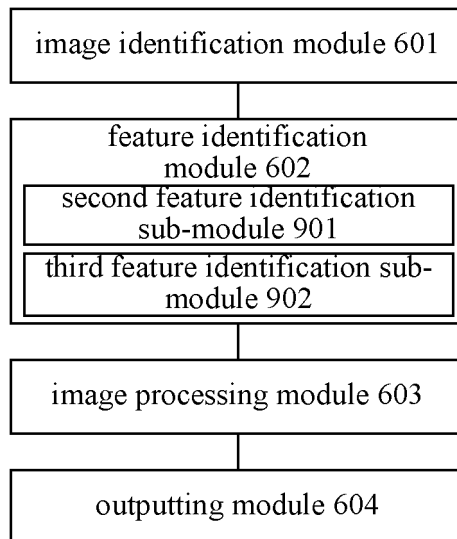 image identification module 601
feature identification
module 602
second feature identification
sub-module 901
third feature identification sub-
module 902
image processing module 603
outputting module 604